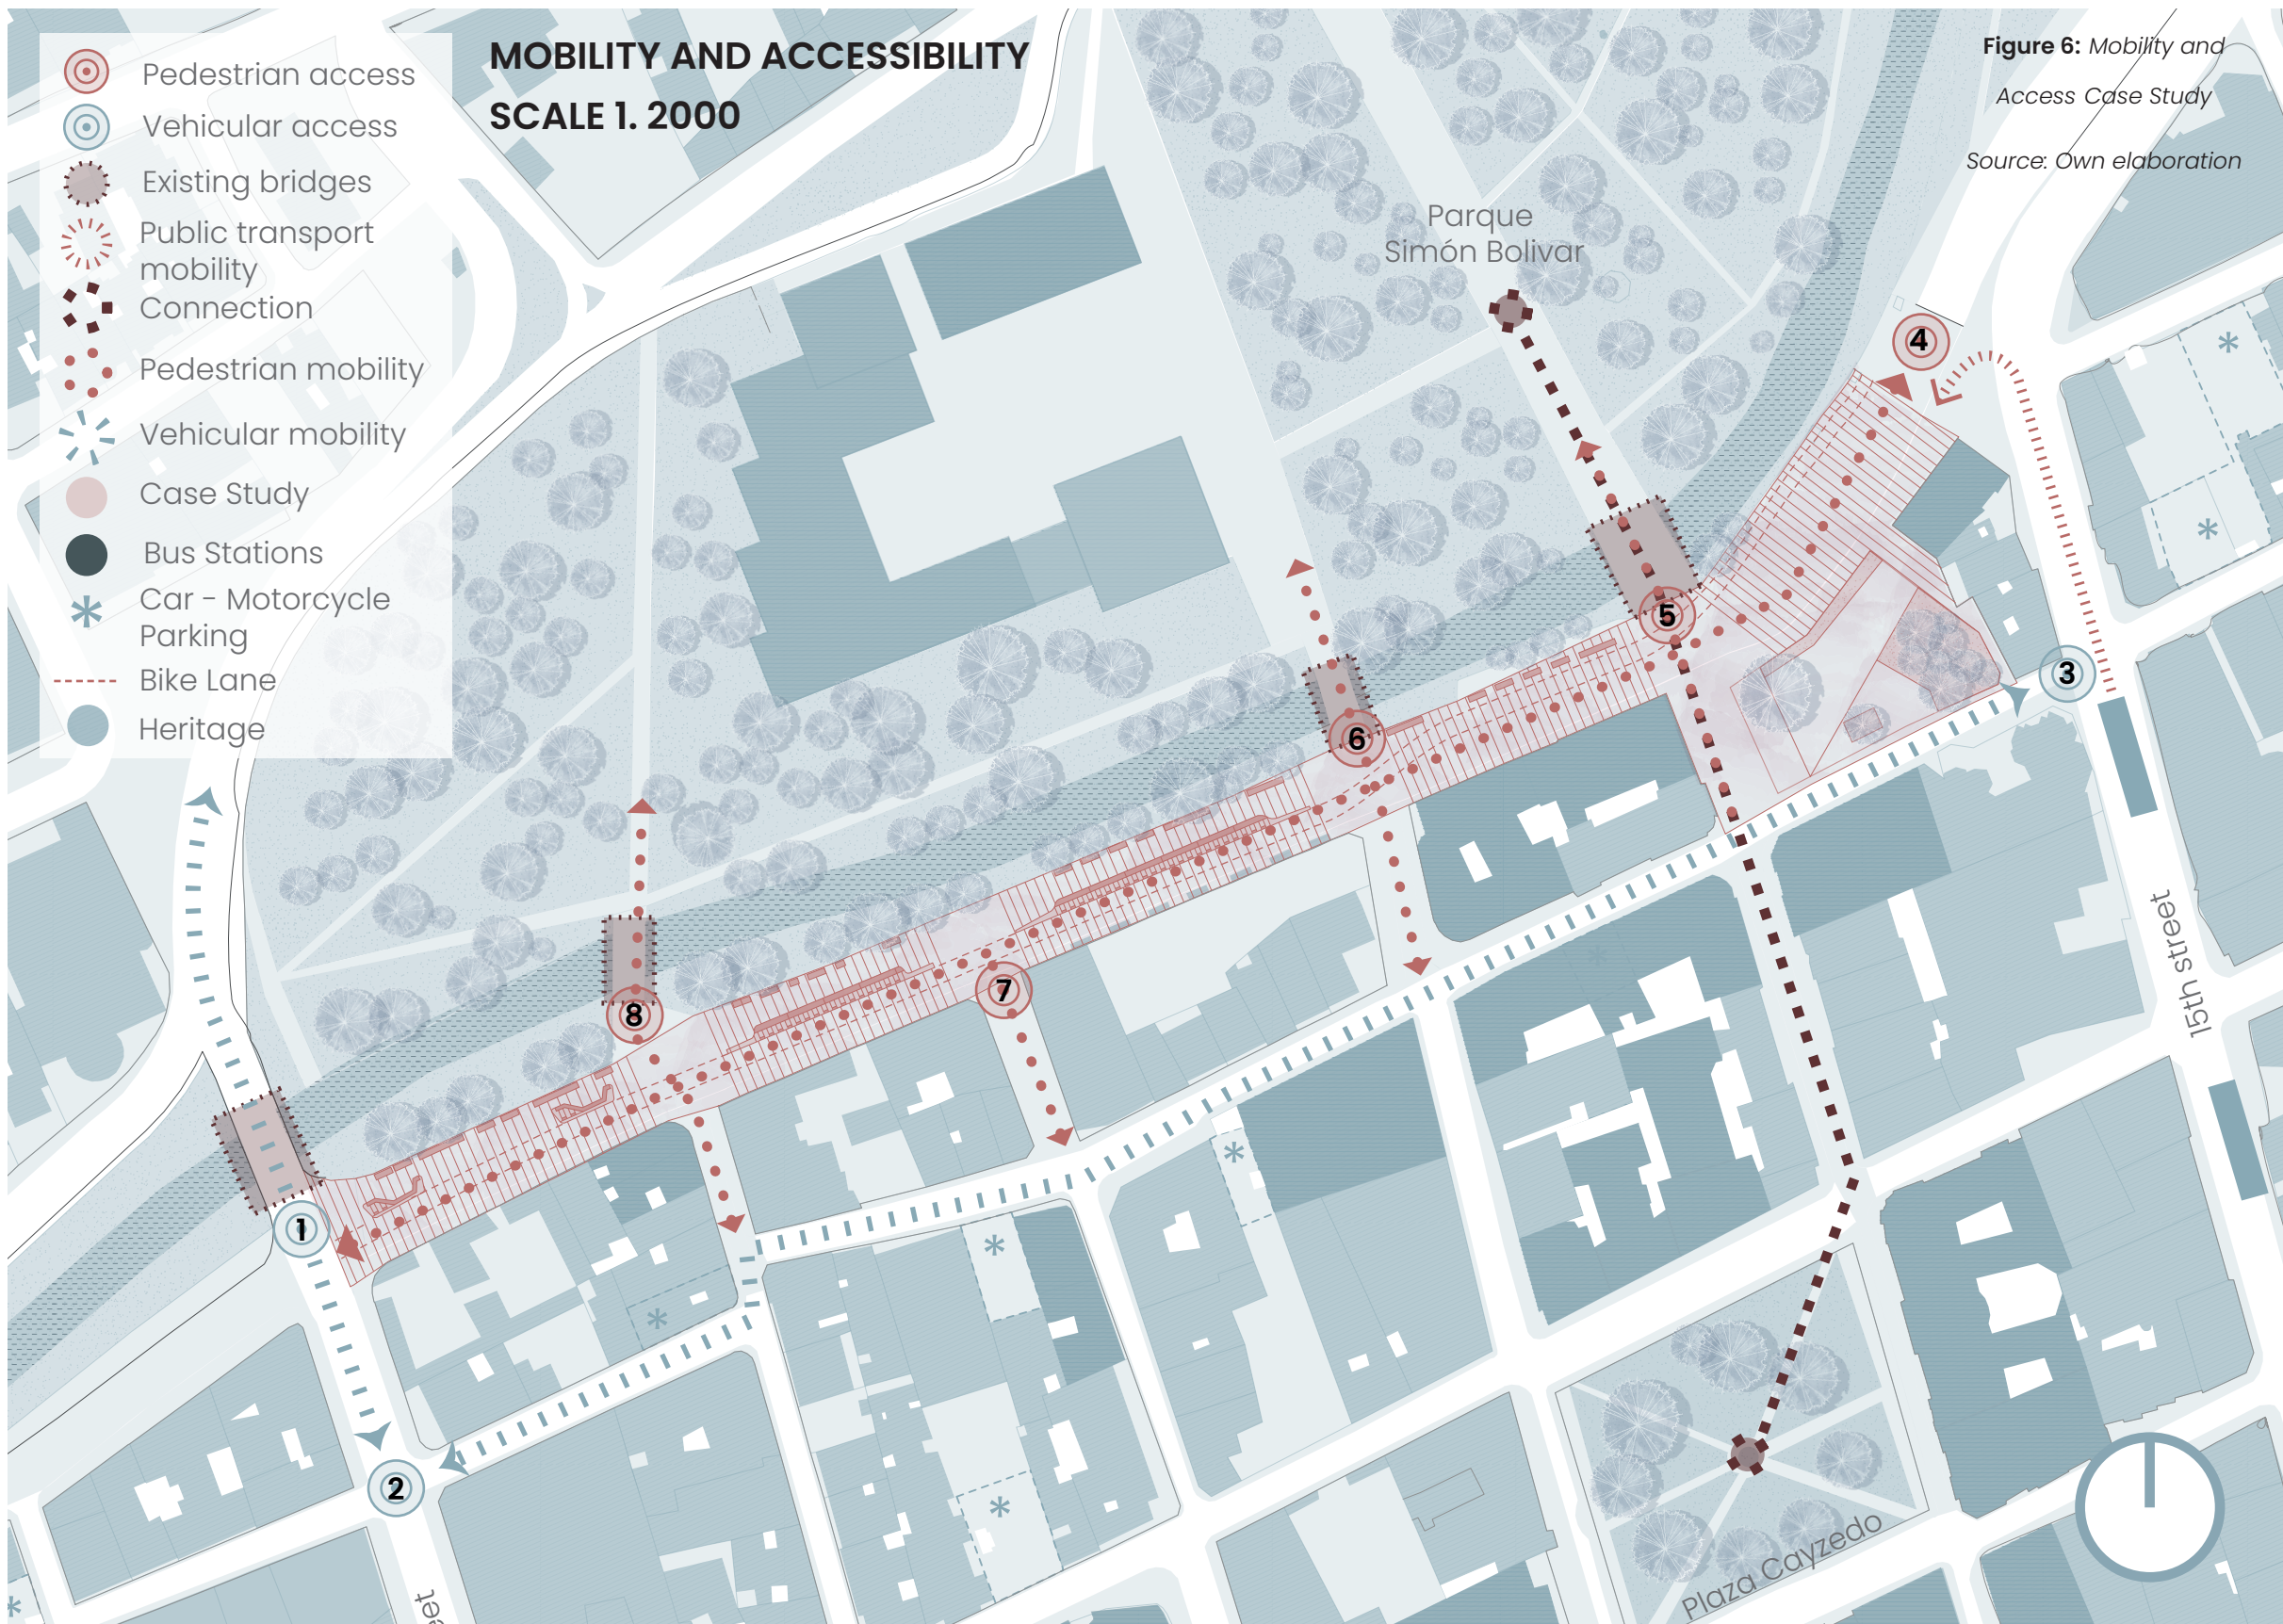 MOBILITY AND ACCESSIBILITY
SCALE 1. 2000
Figure 6: Mobility and
Access Case Study
Source: Own elaboration
Pedestrian access
Vehicular access
Existing bridges
Public transport
mobility
Connection
Pedestrian mobility
Vehicular mobility
Case Study
Bus Stations
Car - Motorcycle
Parking
Bike Lane
Heritage
Parque
Simón Bolivar
4
5
3
6
7
8
1
2
15th street
Plaza Cayzedo